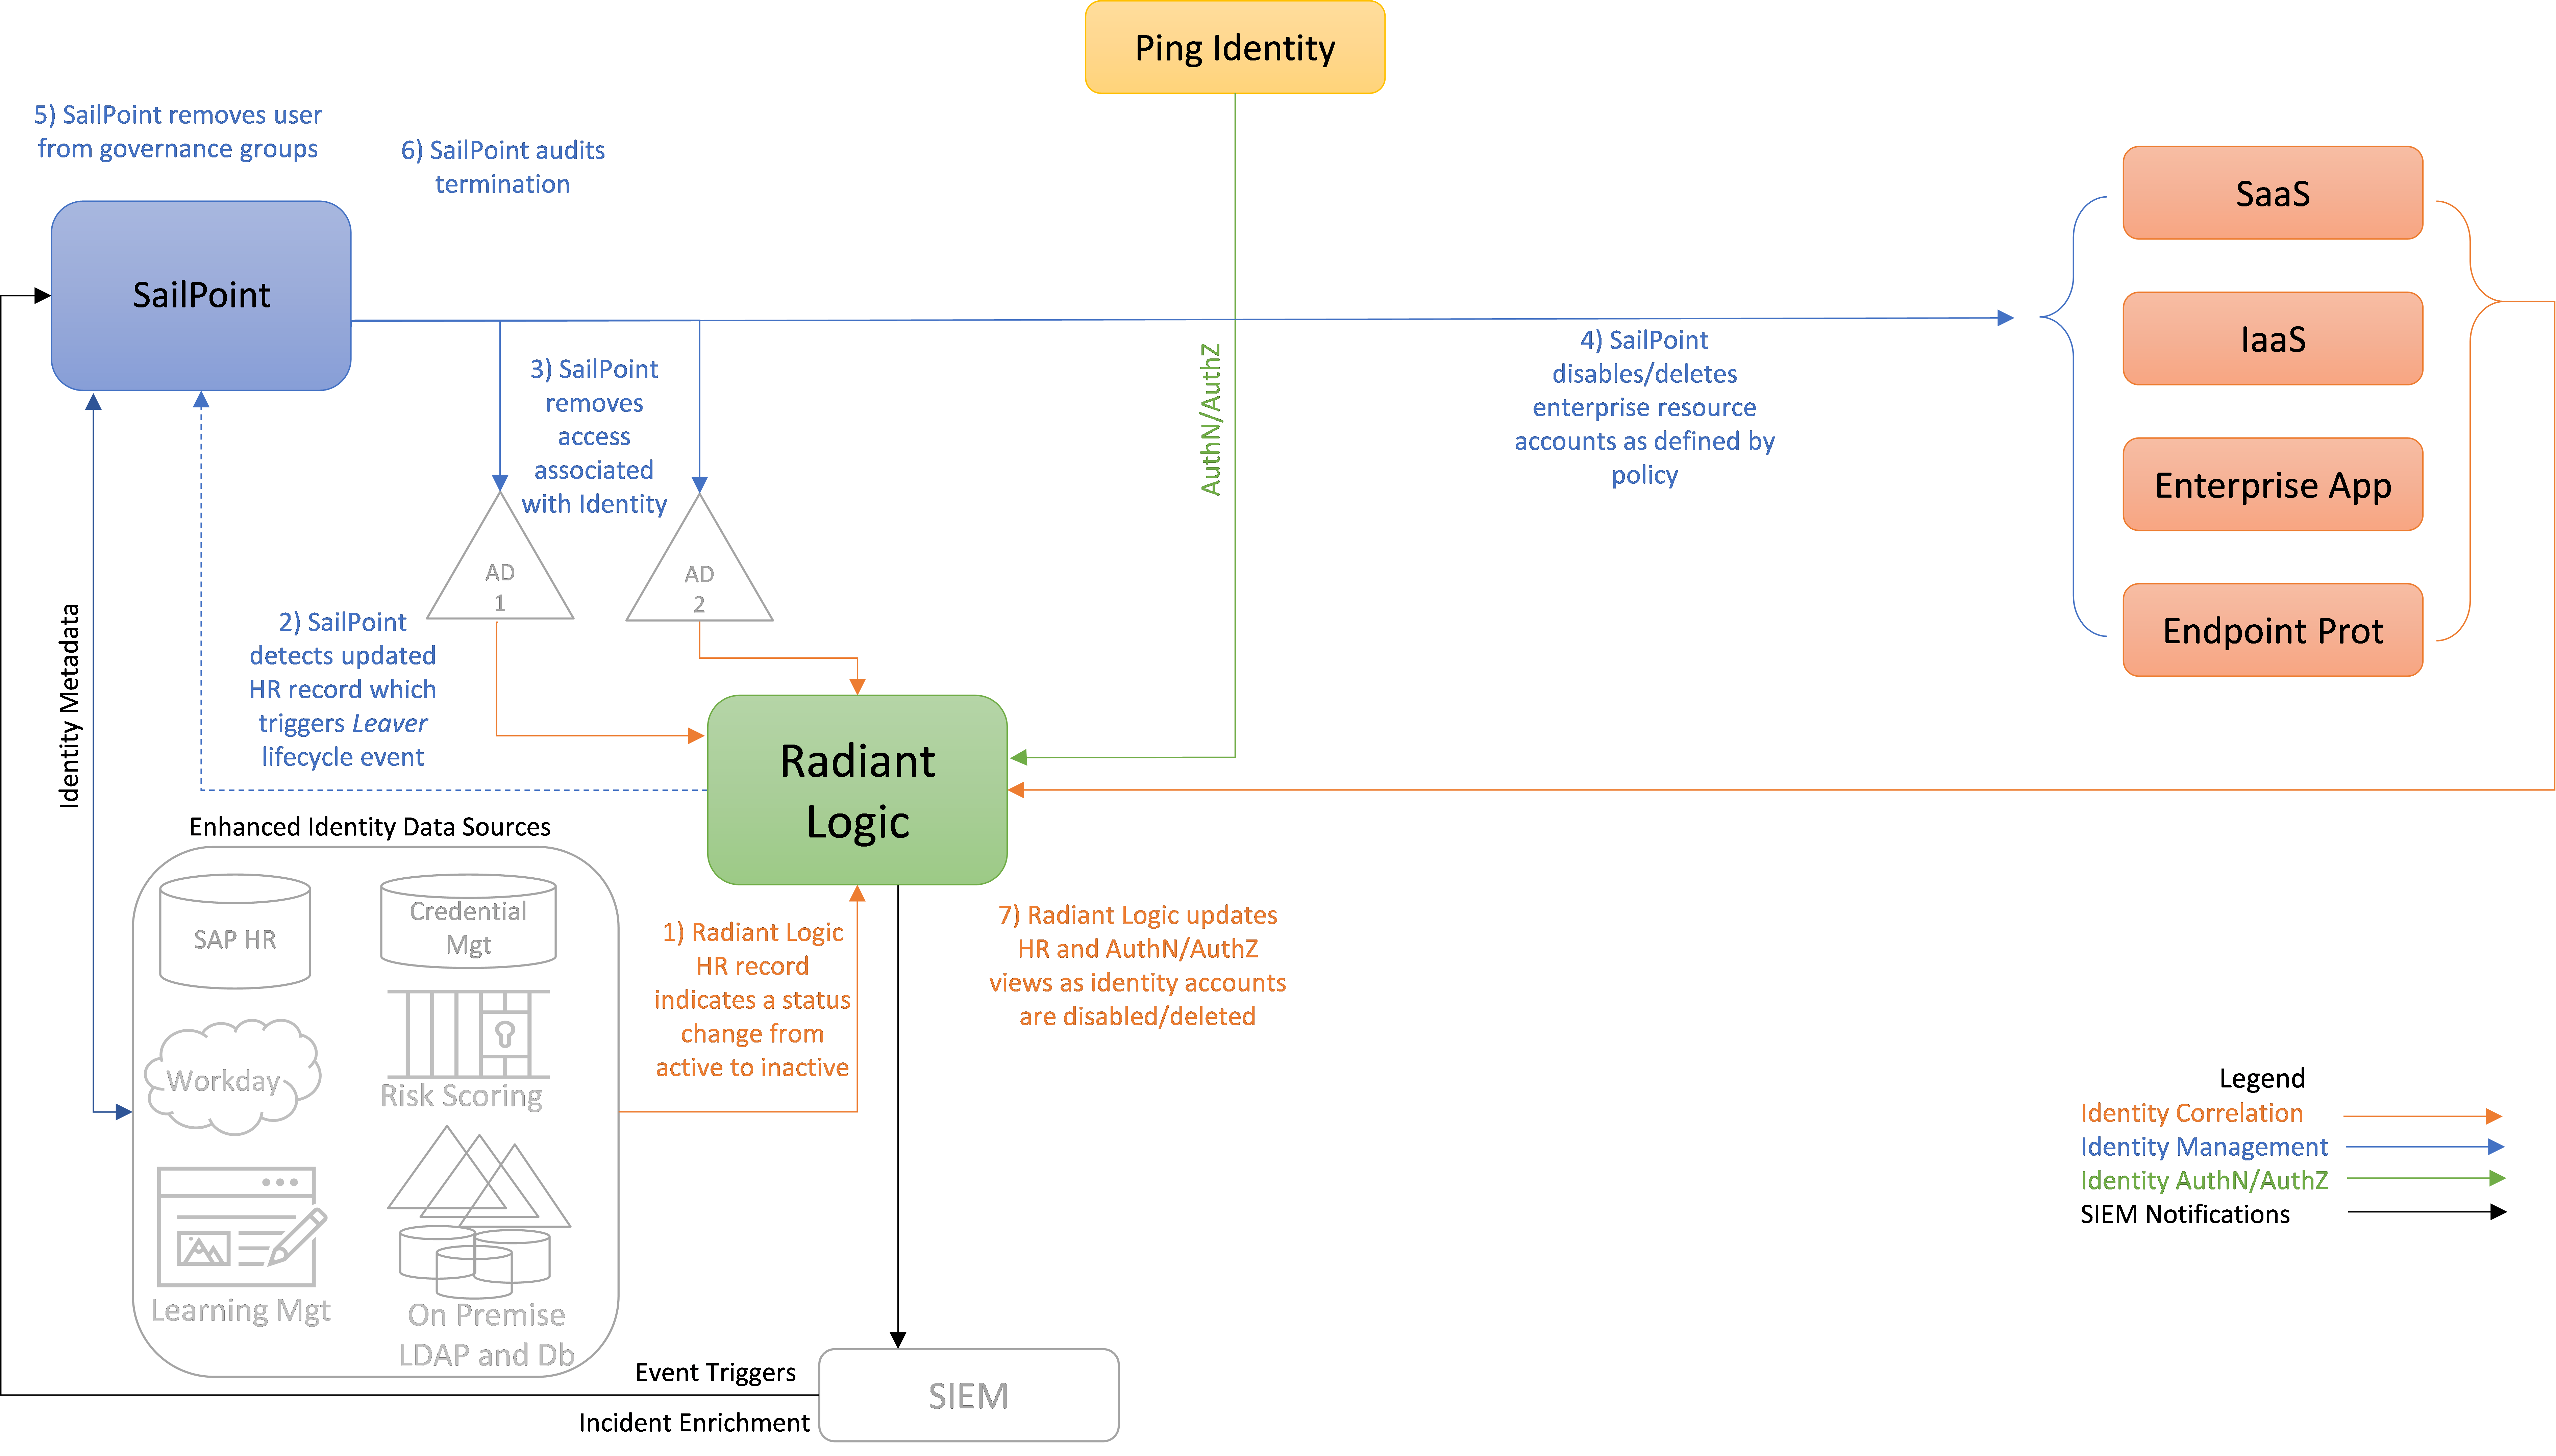 Ping Identity
5) SailPoint removes user
from governance groups
6) SailPoint audits
termination
SailPoint
SaaS
IaaS
Enterprise App
Endpoint Prot
3) SailPoint
removes
access
associated
with Identity
AuthN/AuthZ
4) SailPoint
disables/deletes
enterprise resource
accounts as defined by
policy
AD
1
AD
2
2) SailPoint
detects updated
HR record which
triggers Leaver
lifecycle event
Identity Metadata
Radiant
Logic
Enhanced Identity Data Sources
SAP HR
Credential
Mgt
Workday
Risk Scoring
Learning Mgt
On Premise
LDAP and Db
1) Radiant Logic
HR record
indicates a status
change from
active to inactive
7) Radiant Logic updates
HR and AuthN/AuthZ
views as identity accounts
are disabled/deleted
Legend
Identity Correlation
Identity Management
Identity AuthN/AuthZ
SIEM Notifications
Event Triggers
Incident Enrichment
SIEM